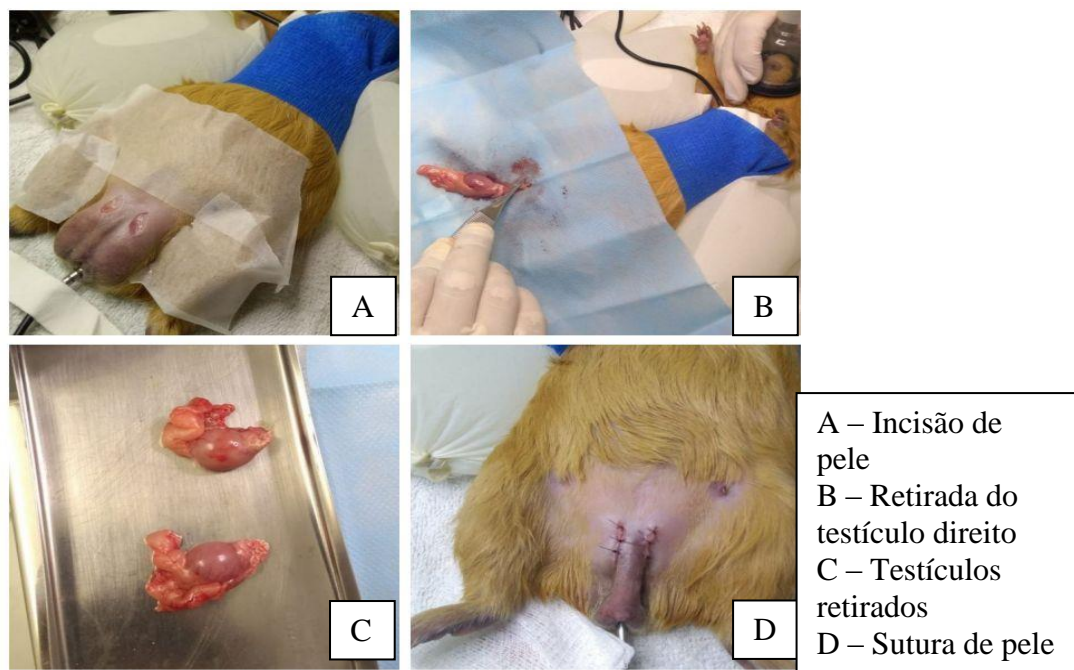 A
B
C
D
A – Incisão de
pele
B – Retirada do
testículo direito
C – Testículos
retirados
D – Sutura de pele